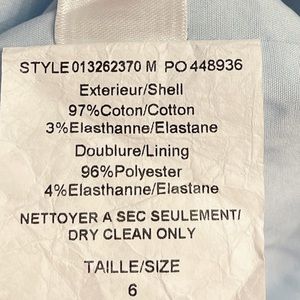 STYLE 013262370 M PO 448936
Exterieur/Shell
97%Coton/Cotton
3%Elasthanne/Elastane
Doublure/Lining
96%Polyester
4%Elasthanne/Elastane
NETTOYER A SEC SEULEMENT/
DRY CLEAN ONLY
TAILLE/SIZE
6